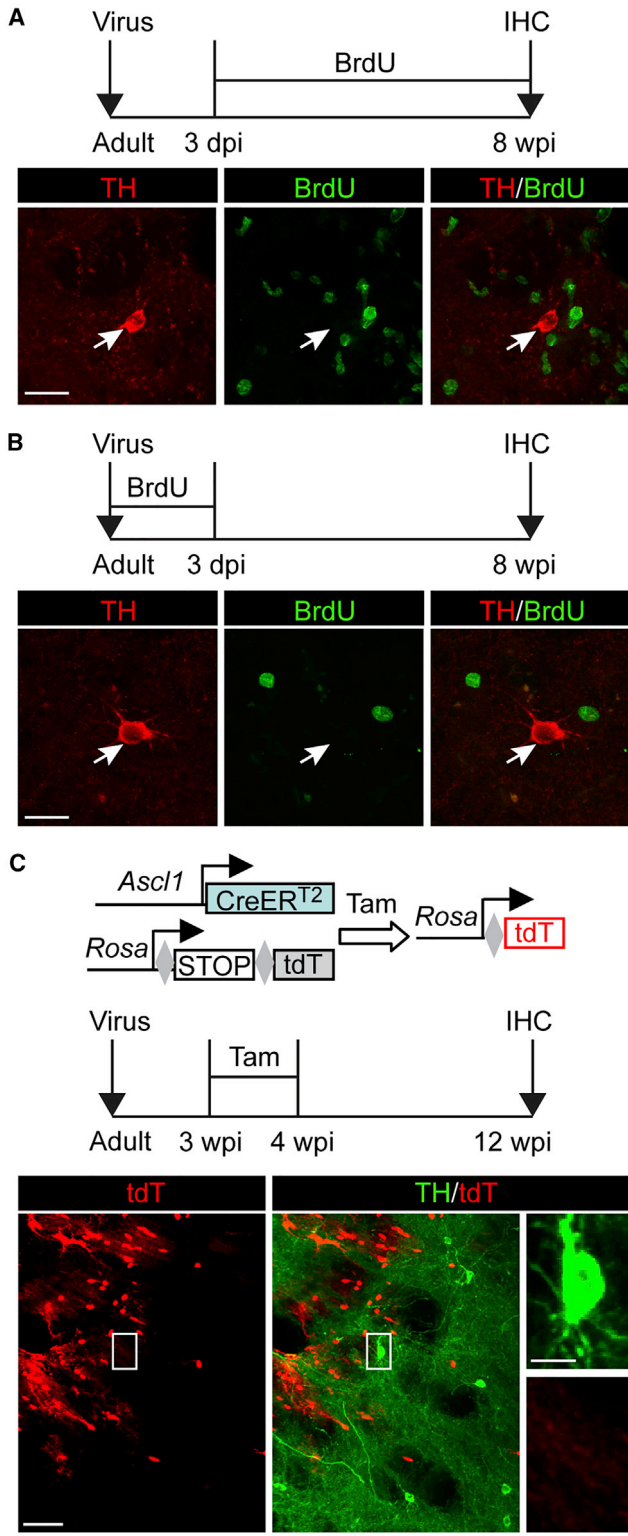 A
Virus IHC
BrdU
Adult 3 dpi 8 wpi
TH BrdU TH/BrdU
B
Virus IHC
BrdU
Adult 3 dpi 8 wpi
TH BrdU TH/BrdU
C
Ascl1
CreERT2 Tam Rosa
tdT
Rosa
STOP tdT
Virus IHC
Tam
Adult 3 wpi 4 wpi 12 wpi
tdT TH/tdT